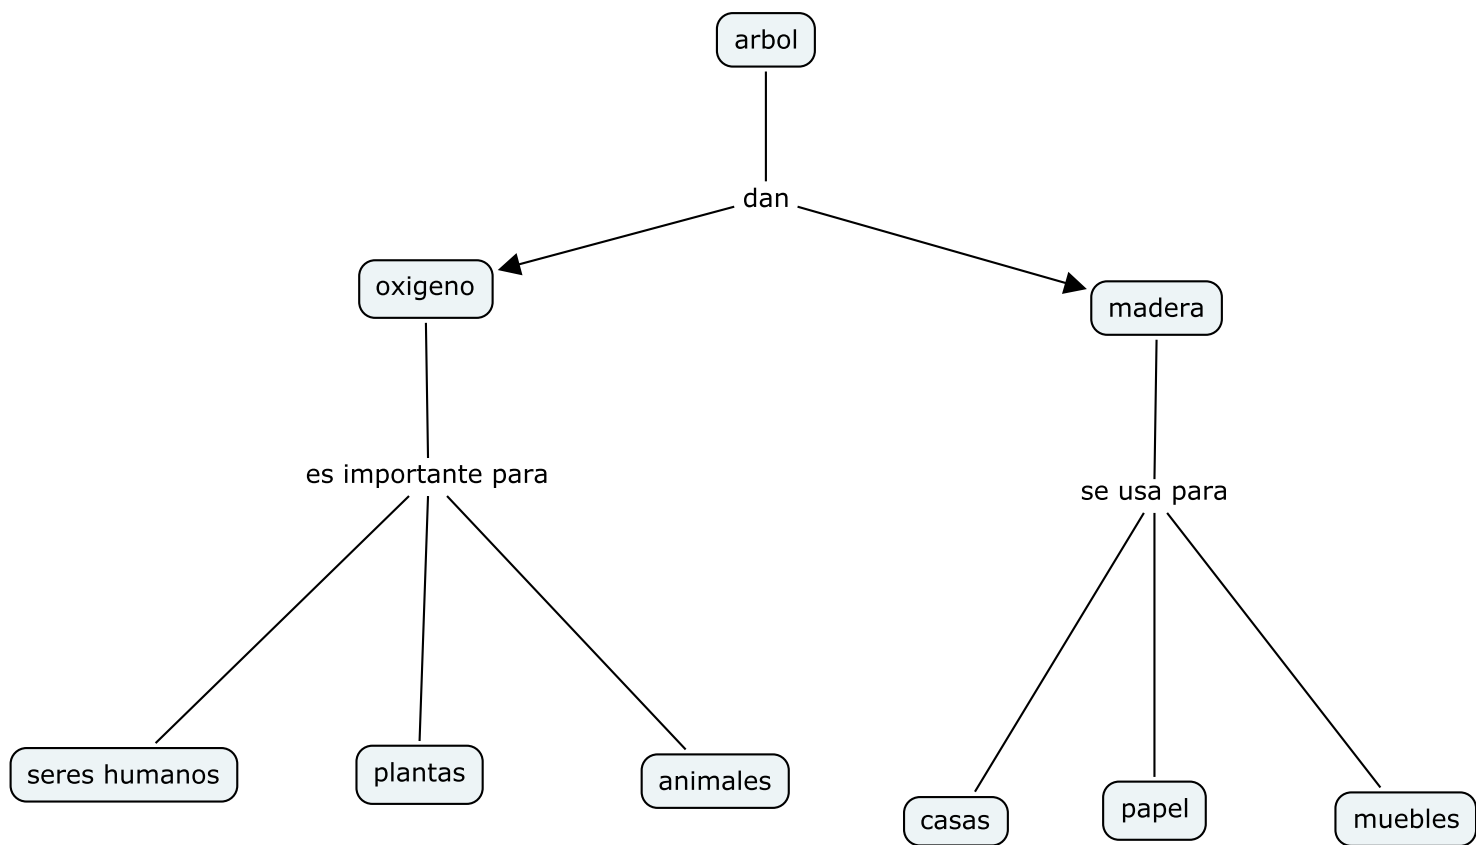 arbol
dan
oxigeno
madera
es importante para
se usa para
seres humanos
plantas
animales
casas
papel
muebles